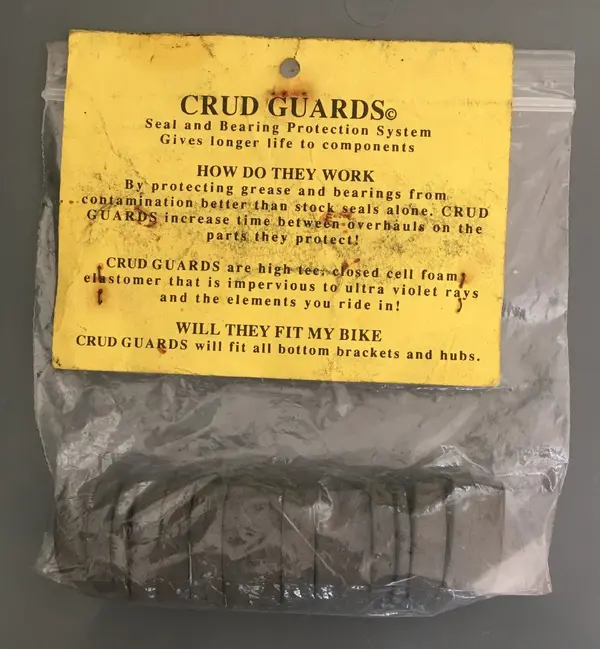 CRUD GUARDS©
Seal and Bearing Protection System
Gives longer life to components
HOW DO THEY WORK
By protecting grease and bearings from
contamination better than stock seals alone. CRUD
GUARDS increase time between overhauls on the
parts they protect!
CRUD GUARDS are high tec, closed cell foam,
elastomer that is impervious to ultra violet rays
and the elements you ride in!
WILL THEY FIT MY BIKE
CRUD GUARDS will fit all bottom brackets and hubs.